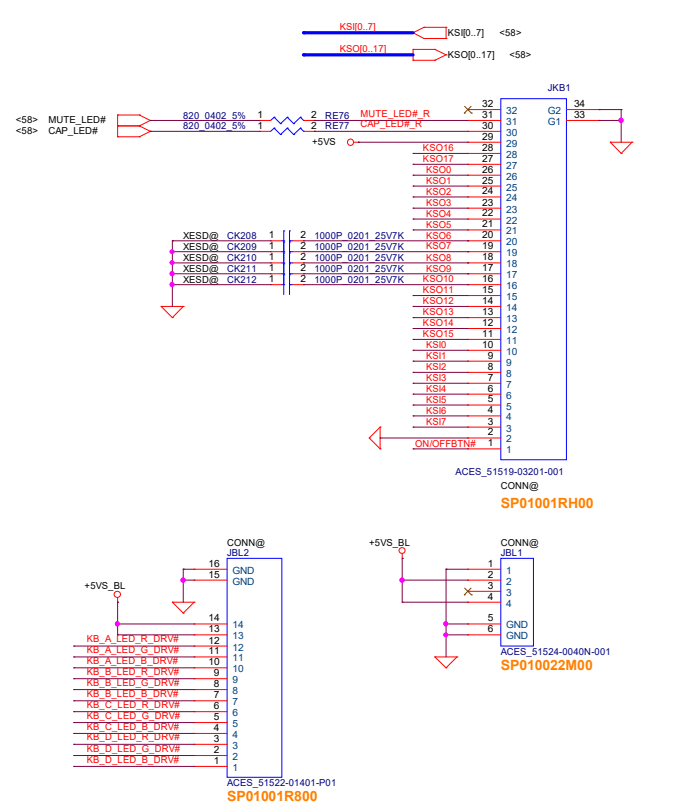 KSI[0..7] KSI[0..7] <58>
KSO[0..17] KSO[0..17] <58>
JKB1
<58> MUTE_LED# 820_0402_5% 1 2 RE76 MUTE_LED#_R 31 31
<58> CAP_LED# 820_0402_5% 1 2 RE77 CAP_LED#_R 30 30
32 32 G2 34
G1 33
+5VS 29 29
KSO16 28 28
KSO17 27 27
KSO0 26 26
KSO1 25 25
KSO2 24 24
KSO3 23 23
KSO4 22 22
KSO5 21 21
XESD@ CK208 1 2 1000P_0201_25V7K KSO6 20 20
XESD@ CK209 1 2 1000P_0201_25V7K KSO7 19 19
XESD@ CK210 1 2 1000P_0201_25V7K KSO8 18 18
XESD@ CK211 1 2 1000P_0201_25V7K KSO9 17 17
XESD@ CK212 1 2 1000P_0201_25V7K KSO10 16 16
KSO11 15 15
KSO12 14 14
KSO13 13 13
KSO14 12 12
KSO15 11 11
KSI0 10 10
KSI1 9 9
KSI2 8 8
KSI3 7 7
KSI4 6 6
KSI5 5 5
KSI6 4 4
KSI7 3 3
2 2
ON/OFFBTN# 1 1
ACES_51519-03201-001
CONN@
SP01001RH00
CONN@
JBL2
16 GND
15 GND
+5VS_BL
14 14
13 13
KB_A_LED_R_DRV# 12 12
KB_A_LED_G_DRV# 11 11
KB_A_LED_B_DRV# 10 10
KB_B_LED_R_DRV# 9 9
KB_B_LED_G_DRV# 8 8
KB_B_LED_B_DRV# 7 7
KB_C_LED_R_DRV# 6 6
KB_C_LED_G_DRV# 5 5
KB_C_LED_B_DRV# 4 4
KB_D_LED_R_DRV# 3 3
KB_D_LED_G_DRV# 2 2
KB_D_LED_B_DRV# 1 1
ACES_51522-01401-P01
SP01001R800
+5VS_BL
CONN@
JBL1
1 1
2 2
3 3
4 4
5 GND
6 GND
ACES_51524-0040N-001
SP010022M00